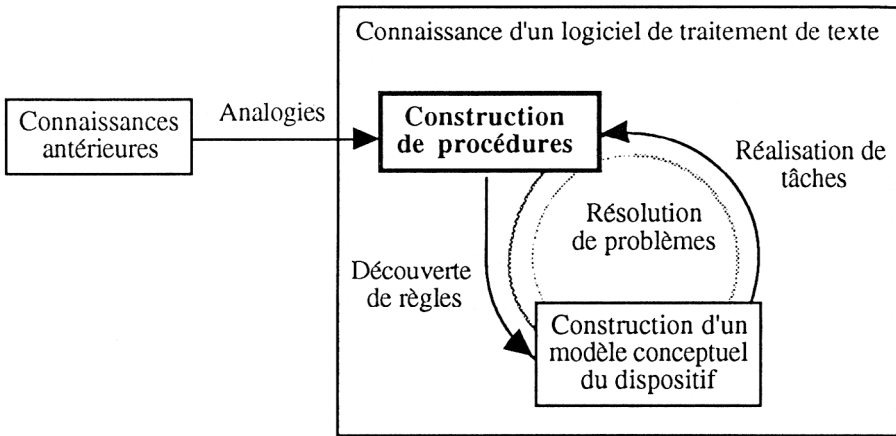 Connaissance d'un logiciel de traitement de texte
Connaissances
antérieures
Analogies
Construction
de procédures
Réalisation de
tâches
Résolution
de problèmes
Découverte
de règles
Construction d'un
modèle conceptuel
du dispositif